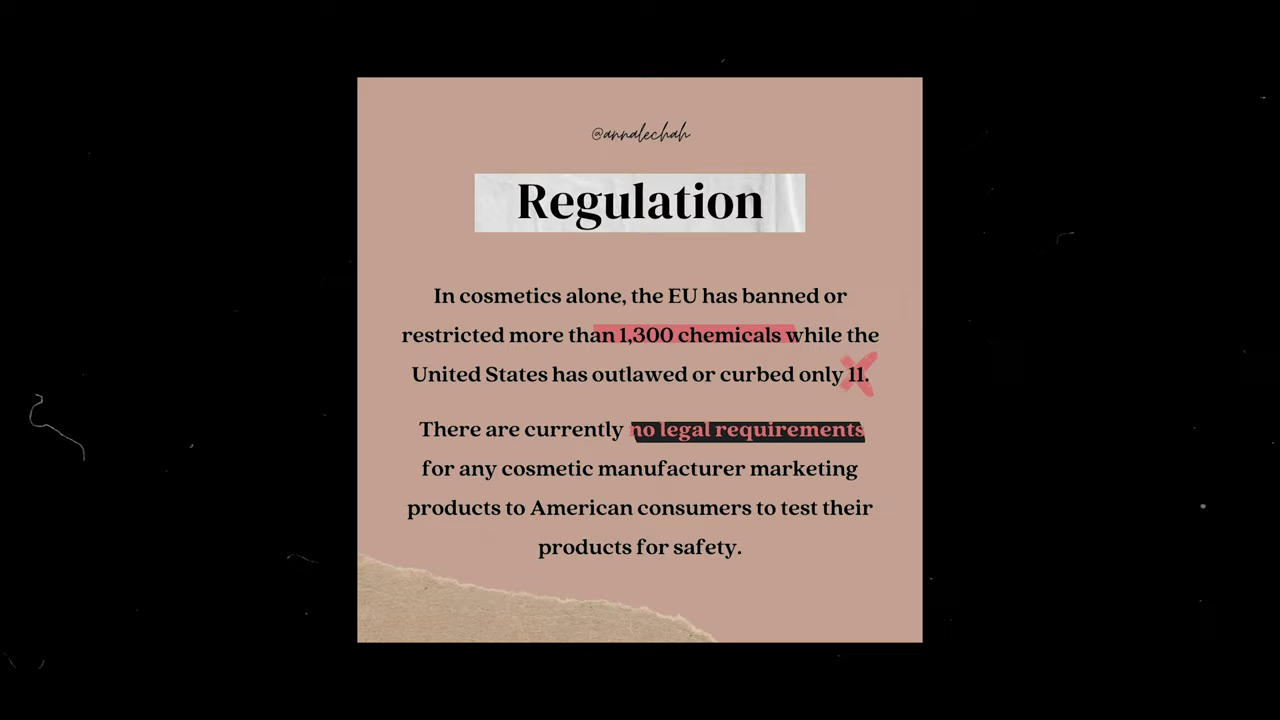 @annalechah
Regulation
In cosmetics alone, the EU has banned or
restricted more than 1,300 chemicals while the
United States has outlawed or curbed only 11.
There are currently no legal requirements
for any cosmetic manufacturer marketing
products to American consumers to test their
products for safety.